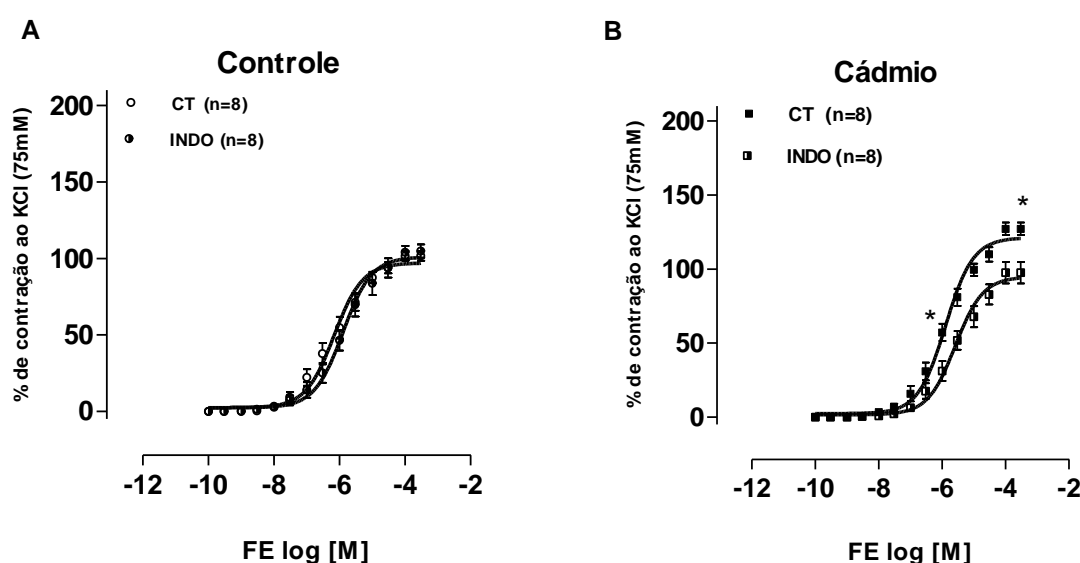 A
Controle
% de contração ao KCl (75mM)
200
150
100
50
0
CT (n=8)
INDO (n=8)
-12 -10 -8 -6 -4 -2
FE log [M]
B
Cádmio
% de contração ao KCl (75mM)
200
150
100
50
0
CT (n=8)
INDO (n=8)
*
*
-12 -10 -8 -6 -4 -2
FE log [M]